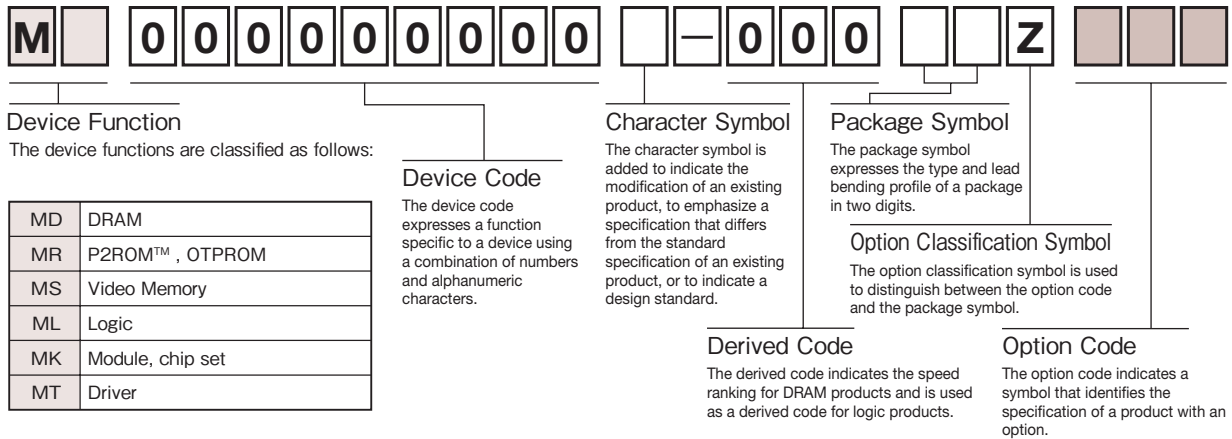 M 0 0 0 0 0 0 0 0 0 0 — 0 0 0 Z
Device Function
The device functions are classified as follows:
MD DRAM
MR P2ROM™ , OTPROM
MS Video Memory
ML Logic
MK Module, chip set
MT Driver
Device Code
The device code
expresses a function
specific to a device using
a combination of numbers
and alphanumeric
characters.
Character Symbol
The character symbol is
added to indicate the
modification of an existing
product, to emphasize a
specification that differs
from the standard
specification of an existing
product, or to indicate a
design standard.
Package Symbol
The package symbol
expresses the type and lead
bending profile of a package
in two digits.
Option Classification Symbol
The option classification symbol is used
to distinguish between the option code
and the package symbol.
Derived Code
The derived code indicates the speed
ranking for DRAM products and is used
as a derived code for logic products.
Option Code
The option code indicates a
symbol that identifies the
specification of a product with an
option.